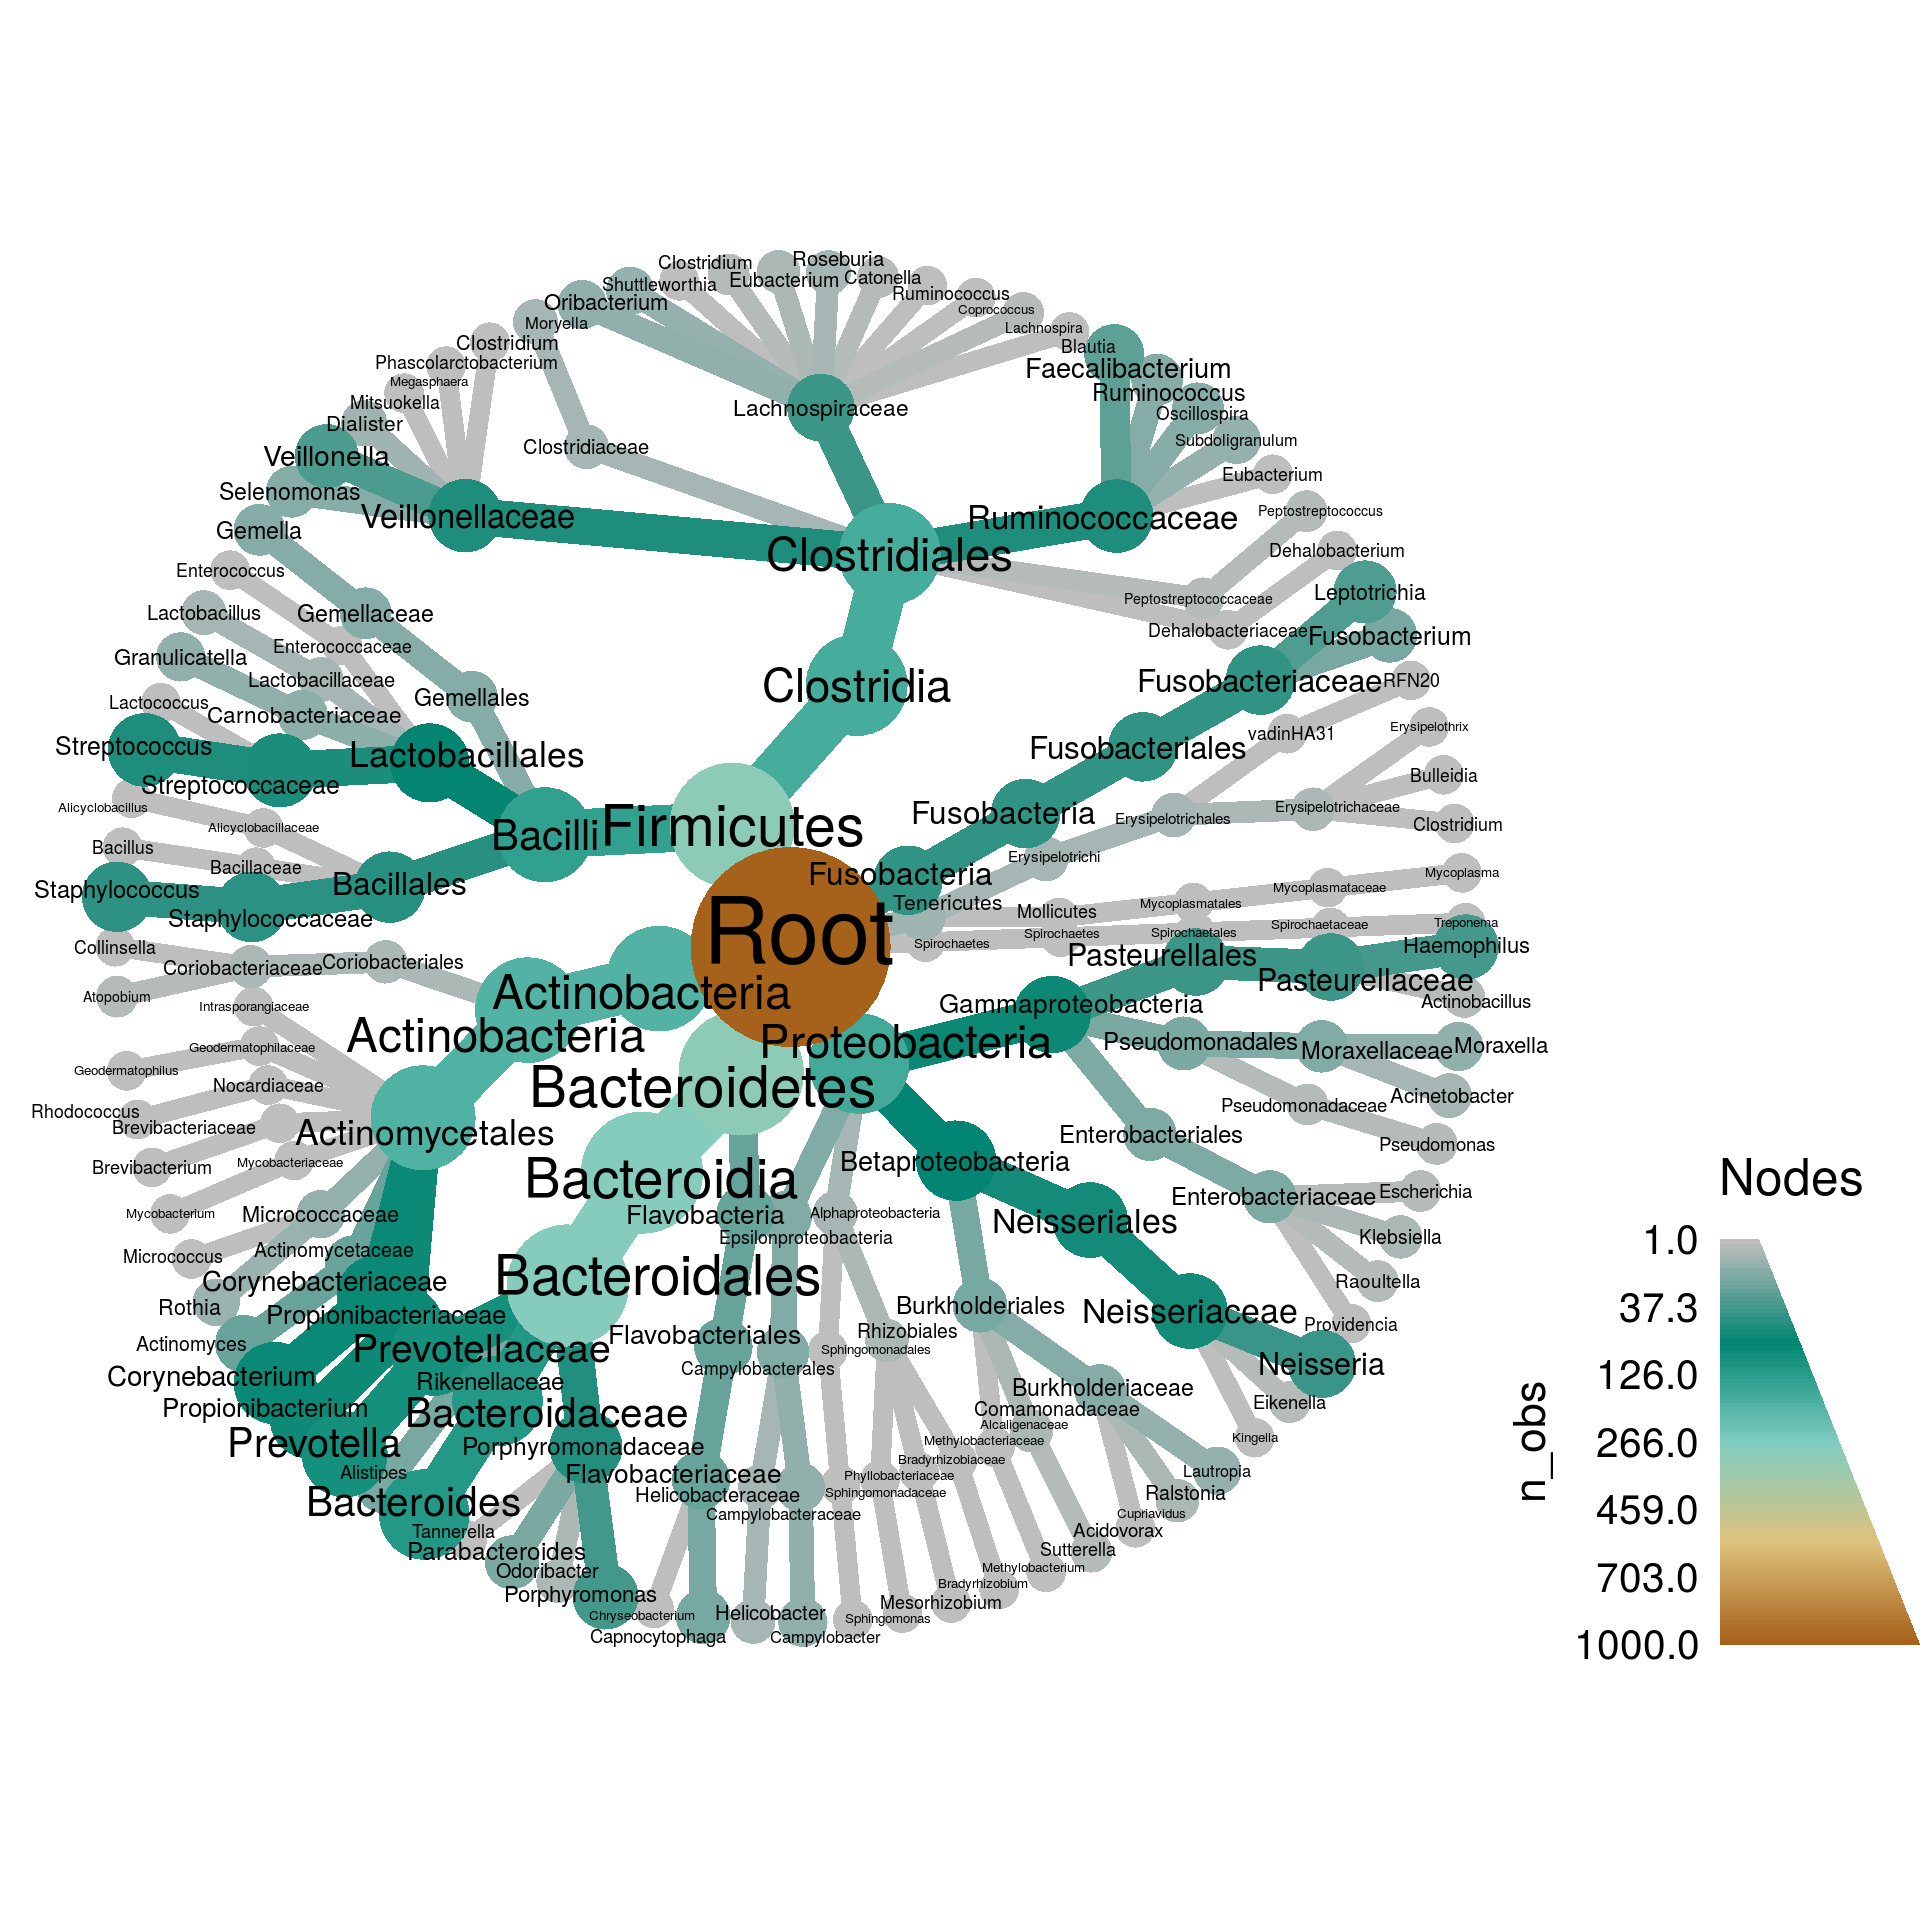 Roseburia
Clostridium
Eubacterium
Catonella
Shuttleworthia
Ruminococcus
Oribacterium
Coprococcus
Moryella
Lachnospira
Clostridium
Blautia
Phascolarctobacterium
Faecalibacterium
Megasphaera
Ruminococcus
Mitsuokella
Lachnospiraceae
Oscillospira
Dialister
Clostridiaceae
Subdoligranulum
Veillonella
Eubacterium
Selenomonas
Veillonellaceae
Ruminococcaceae
Peptostreptococcus
Gemella
Clostridiales
Dehalobacterium
Enterococcus
Peptostreptococcaceae
Leptotrichia
Lactobacillus
Gemellaceae
Dehalobacteriaceae
Fusobacterium
Enterococcaceae
Granulicatella
Lactobacillaceae
Clostridia
Fusobacteriaceae
RFN20
Lactococcus
Carnobacteriaceae
Gemellales
Erysipelothrix
vadinHA31
Streptococcus
Lactobacillales
Fusobacteriales
Bulleidia
Streptococcaceae
Alicyclobacillus
Erysipelotrichaceae
Alicyclobacillaceae
Bacilli
Firmicutes
Fusobacteria
Erysipelotrichales
Clostridium
Bacillus
Bacillaceae
Erysipelotrichi
Fusobacteria
Mycoplasma
Staphylococcus
Bacillales
Mycoplasmataceae
Staphylococcaceae
Tenericutes
Mollicutes
Mycoplasmatales
Root
Spirochaetes
Spirochaetes
Spirochaetales
Spirochaetaceae
Treponema
Collinsella
Coriobacteriaceae
Coriobacteriales
Pasteurellales
Haemophilus
Atopobium
Intrasporangiaceae
Actinobacteria
Pasteurellaceae
Gammaproteobacteria
Actinobacillus
Geodermatophilaceae
Actinobacteria
Proteobacteria
Pseudomonadales
Moraxellaceae
Moraxella
Geodermatophilus
Nocardiaceae
Bacteroidetes
Acinetobacter
Rhodococcus
Pseudomonadaceae
Brevibacteriaceae
Actinomycetales
Enterobacteriales
Pseudomonas
Brevibacterium
Mycobacteriaceae
Bacteroidia
Betaproteobacteria
Nodes
Mycobacterium
Micrococcaceae
Flavobacteria
Alphaproteobacteria
Neisseriales
Enterobacteriaceae
Escherichia
Micrococcus
Actinomycetaceae
Epsilonproteobacteria
Klebsiella
1.0
Corynebacteriaceae
Bacteroidales
Raoultella
Rothia
Propionibacteriaceae
Burkholderiales
Neisseriaceae
37.3
Actinomyces
Prevotellaceae
Flavobacteriales
Rhizobiales
Sphingomonadales
Providencia
Corynebacterium
Rikenellaceae
Campylobacterales
Neisseria
126.0
Propionibacterium
Bacteroidaceae
Burkholderiaceae
Comamonadaceae
Eikenella
Prevotella
Porphyromonadaceae
Alcaligenaceae
Methylobacteriaceae
Kingella
n_obs
266.0
Alistipes
Flavobacteriaceae
Bradyrhizobiaceae
Phyllobacteriaceae
Lautropia
Bacteroides
Helicobacteraceae
Sphingomonadaceae
Ralstonia
459.0
Campylobacteraceae
Cupriavidus
Tannerella
Acidovorax
Parabacteroides
Sutterella
Odoribacter
Methylobacterium
703.0
Porphyromonas
Bradyrhizobium
Mesorhizobium
Chryseobacterium
Helicobacter
Sphingomonas
Capnocytophaga
Campylobacter
1000.0